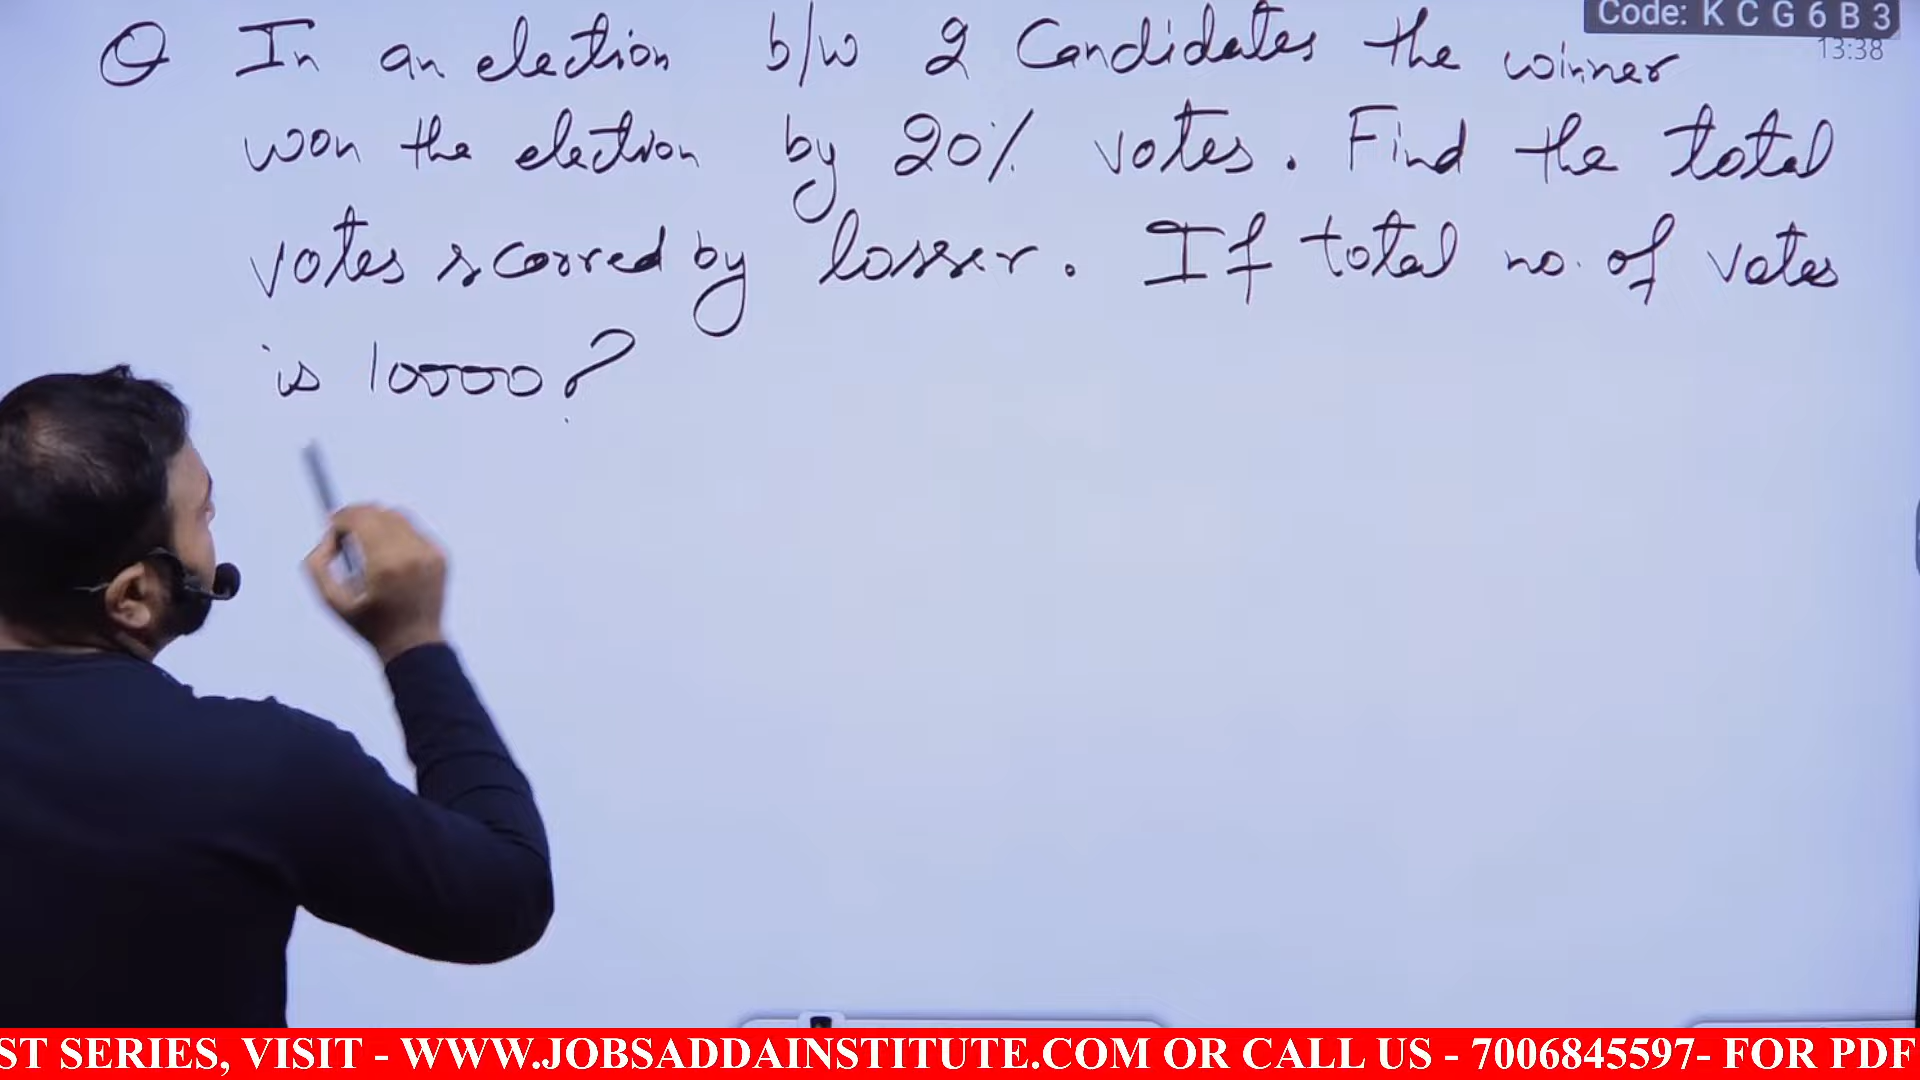 Code: K C G 6 B 3
13:38
Q In an election b/w 2 Candidates the winner
won the election by 20% votes. Find the total
votes scorred by losser. If total no. of votes
is 10000?
ST SERIES, VISIT - WWW.JOBSADDAINSTITUTE.COM OR CALL US - 7006845597- FOR PDF